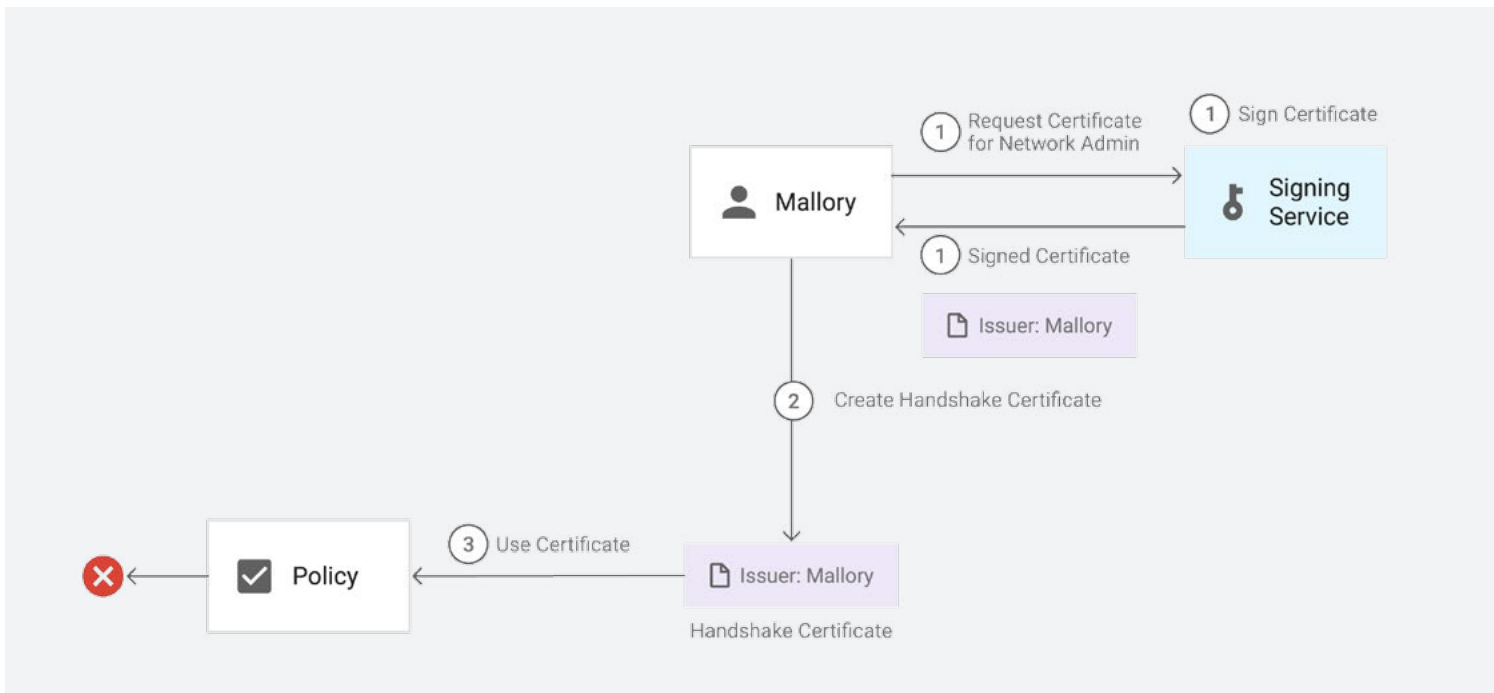 1 Request Certificate
for Network Admin
1 Sign Certificate
Mallory
Signing
Service
1 Signed Certificate
Issuer: Mallory
2 Create Handshake Certificate
3 Use Certificate
Policy
Issuer: Mallory
Handshake Certificate